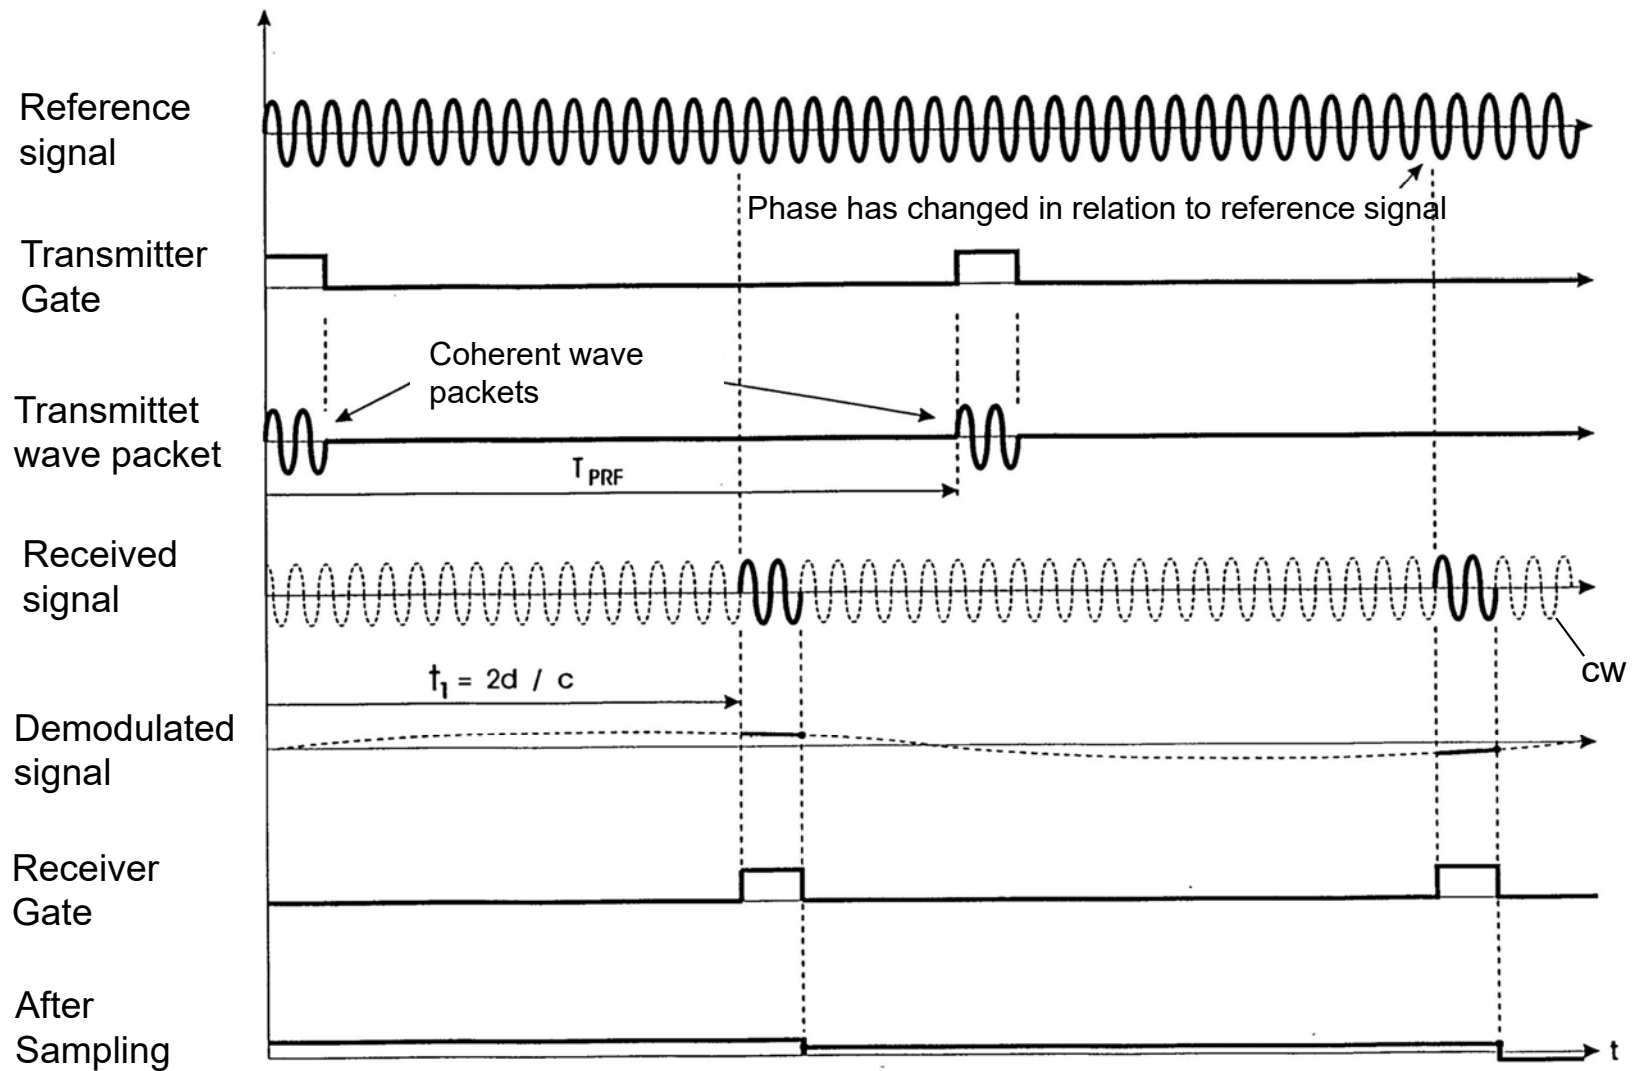 Reference
signal
Phase has changed in relation to reference signal
Transmitter
Gate
Coherent wave
packets
Transmittet
wave packet
T PRF
Received
signal
cw
t1 = 2d / c
Demodulated
signal
Receiver
Gate
After
Sampling
t